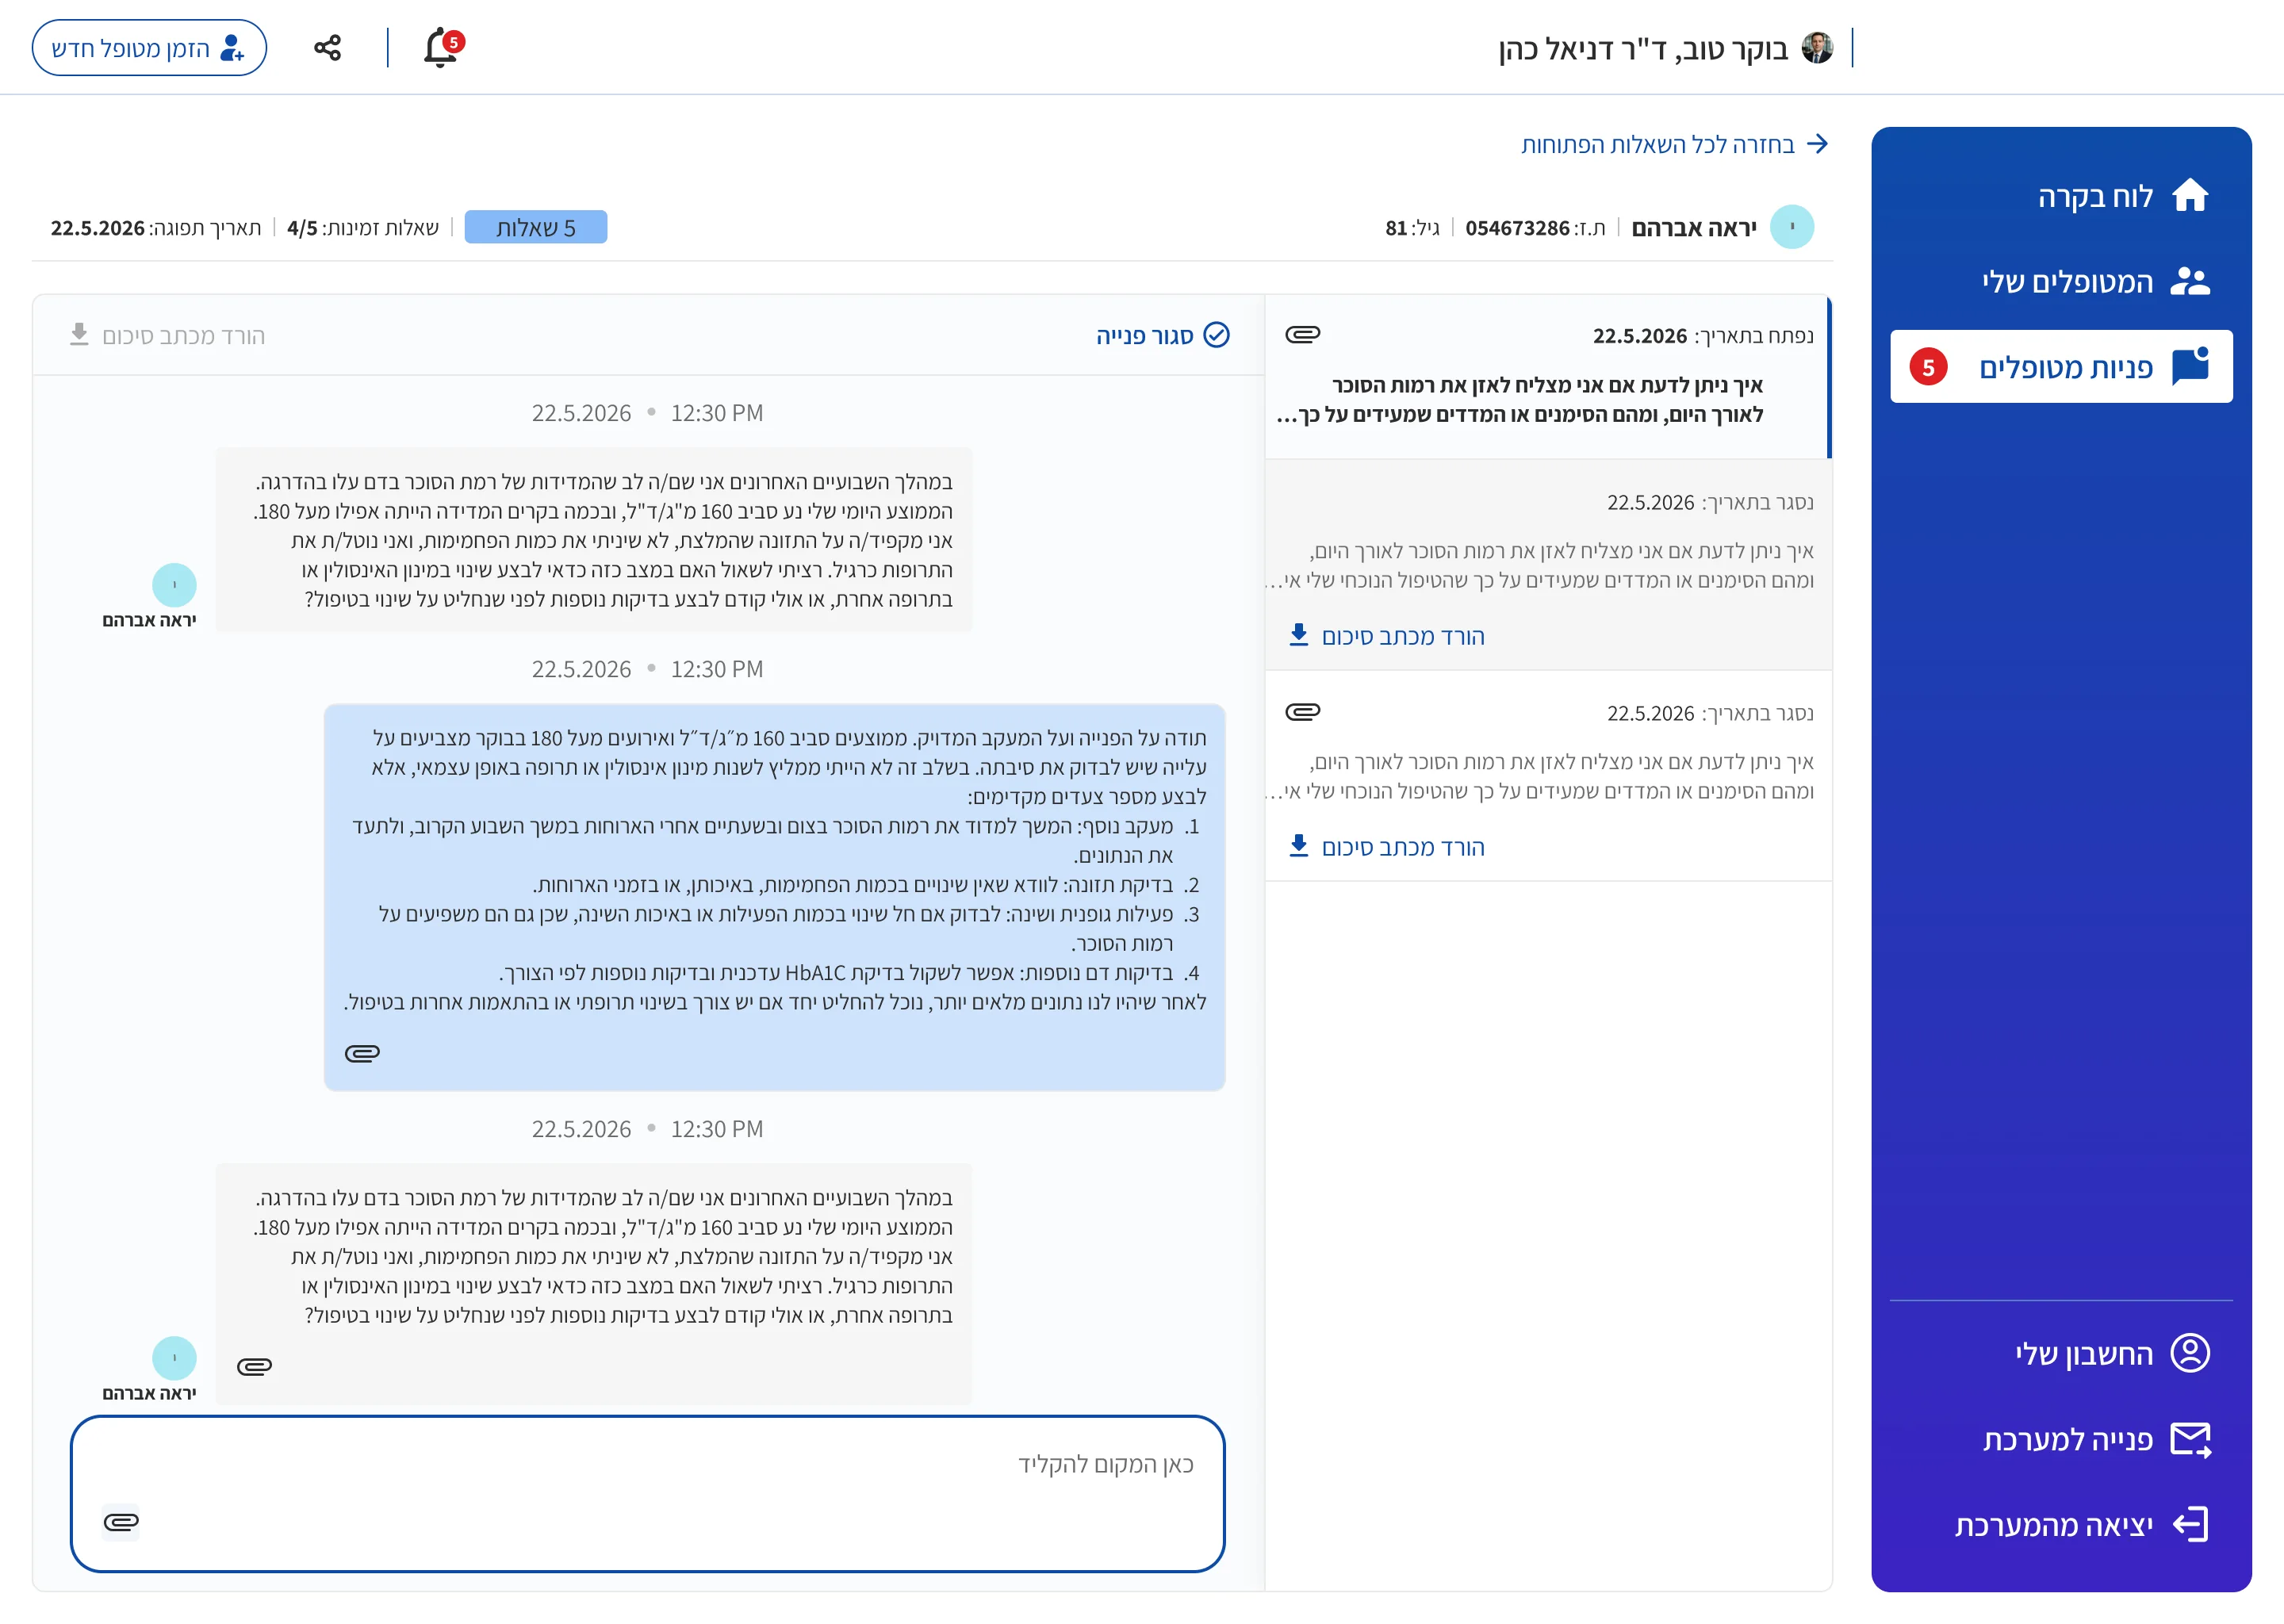 בוקר טוב, ד"ר דניאל כהן
5
הזמן מטופל חדש
לוח בקרה
המטופלים שלי
פניות מטופלים
5
החשבון שלי
פנייה למערכת
יציאה מהמערכת
בחזרה לכל השאלות הפתוחות
י
יראה אברהם
ת.ז: 054673286
גיל: 81
5 שאלות
שאלות זמינות: 4/5
תאריך תפוגה: 22.5.2026
נפתח בתאריך: 22.5.2026
איך ניתן לדעת אם אני מצליח לאזן את רמות הסוכר
לאורך היום, ומהם הסימנים או המדדים שמעידים על כך...
נסגר בתאריך: 22.5.2026
איך ניתן לדעת אם אני מצליח לאזן את רמות הסוכר לאורך היום,
ומהם הסימנים או המדדים שמעידים על כך שהטיפול הנוכחי שלי אי...
הורד מכתב סיכום
נסגר בתאריך: 22.5.2026
איך ניתן לדעת אם אני מצליח לאזן את רמות הסוכר לאורך היום,
ומהם הסימנים או המדדים שמעידים על כך שהטיפול הנוכחי שלי אי...
הורד מכתב סיכום
סגור פנייה
הורד מכתב סיכום
22.5.2026 • 12:30 PM
במהלך השבועיים האחרונים אני שם/ה לב שהמדידות של רמת הסוכר בדם עלו בהדרגה.
הממוצע היומי שלי נע סביב 160 מ"ג/ד"ל, ובכמה בקרים המדידה הייתה אפילו מעל 180.
אני מקפיד/ה על התזונה שהמלצת, לא שיניתי את כמות הפחמימות, ואני נוטל/ת את
התרופות כרגיל. רציתי לשאול האם במצב כזה כדאי לבצע שינוי במינון האינסולין או
בתרופה אחרת, או אולי קודם לבצע בדיקות נוספות לפני שנחליט על שינוי בטיפול?
י
יראה אברהם
22.5.2026 • 12:30 PM
תודה על הפנייה ועל המעקב המדויק. ממוצעים סביב 160 מ״ג/ד״ל ואירועים מעל 180 בבוקר מצביעים על
עלייה שיש לבדוק את סיבתה. בשלב זה לא הייתי ממליץ לשנות מינון אינסולין או תרופה באופן עצמאי, אלא
לבצע מספר צעדים מקדימים:
1. מעקב נוסף: המשך למדוד את רמות הסוכר בצום ובשעתיים אחרי הארוחות במשך השבוע הקרוב, ולתעד
את הנתונים.
2. בדיקת תזונה: לוודא שאין שינויים בכמות הפחמימות, באיכותן, או בזמני הארוחות.
3. פעילות גופנית ושינה: לבדוק אם חל שינוי בכמות הפעילות או באיכות השינה, שכן גם הם משפיעים על
רמות הסוכר.
4. בדיקות דם נוספות: אפשר לשקול בדיקת HbA1C עדכנית ובדיקות נוספות לפי הצורך.
לאחר שיהיו לנו נתונים מלאים יותר, נוכל להחליט יחד אם יש צורך בשינוי תרופתי או בהתאמות אחרות בטיפול.
22.5.2026 • 12:30 PM
במהלך השבועיים האחרונים אני שם/ה לב שהמדידות של רמת הסוכר בדם עלו בהדרגה.
הממוצע היומי שלי נע סביב 160 מ"ג/ד"ל, ובכמה בקרים המדידה הייתה אפילו מעל 180.
אני מקפיד/ה על התזונה שהמלצת, לא שיניתי את כמות הפחמימות, ואני נוטל/ת את
התרופות כרגיל. רציתי לשאול האם במצב כזה כדאי לבצע שינוי במינון האינסולין או
בתרופה אחרת, או אולי קודם לבצע בדיקות נוספות לפני שנחליט על שינוי בטיפול?
י
יראה אברהם
כאן המקום להקליד